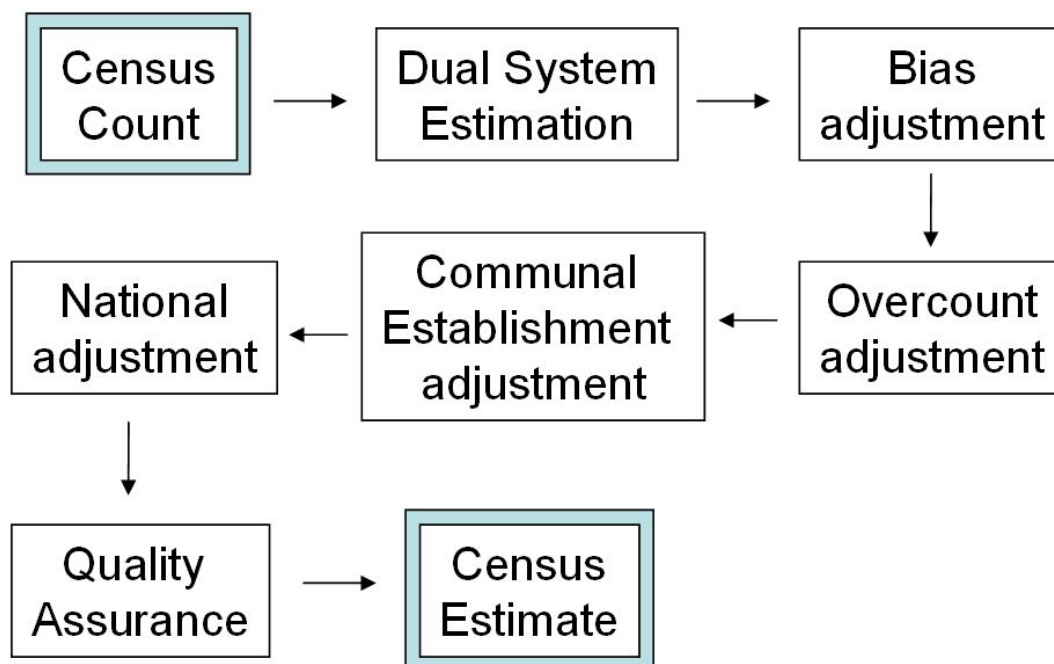 Census
Count
Dual System
Estimation
Bias
adjustment
Overcount
adjustment
Communal
Establishment
adjustment
National
adjustment
Quality
Assurance
Census
Estimate